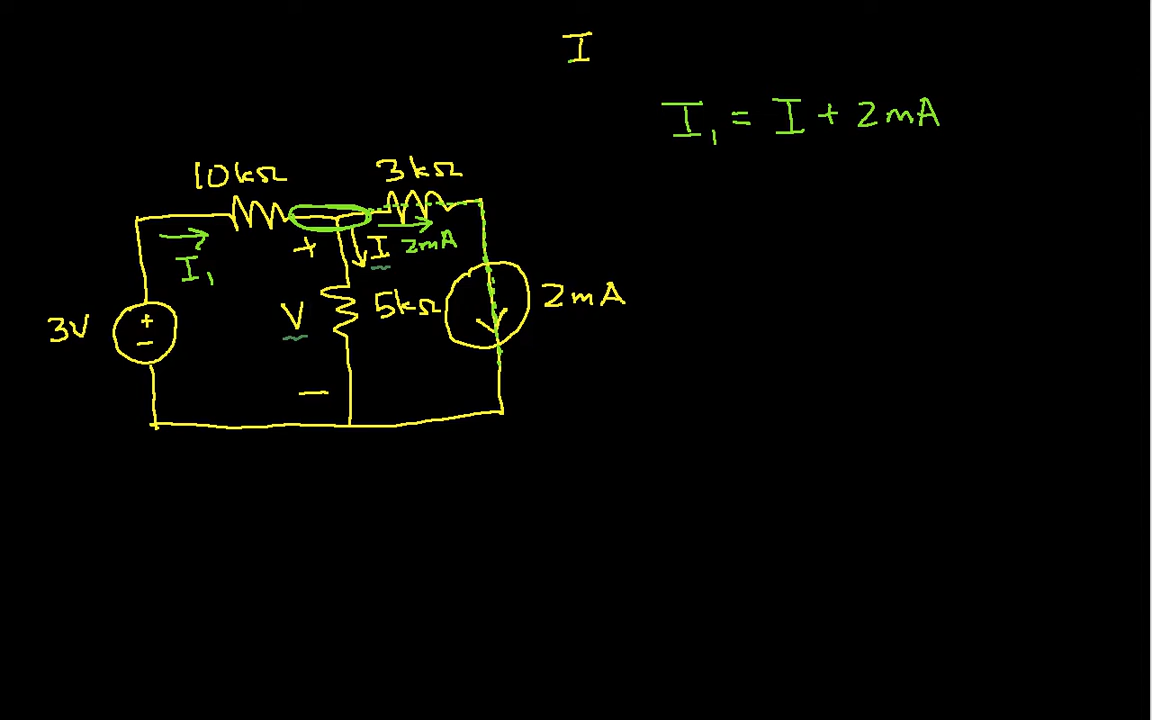 I
I₁ = I + 2mA
10kΩ
3kΩ
+
I
2mA
I₁
3V
+
−
V
5kΩ
2mA
−